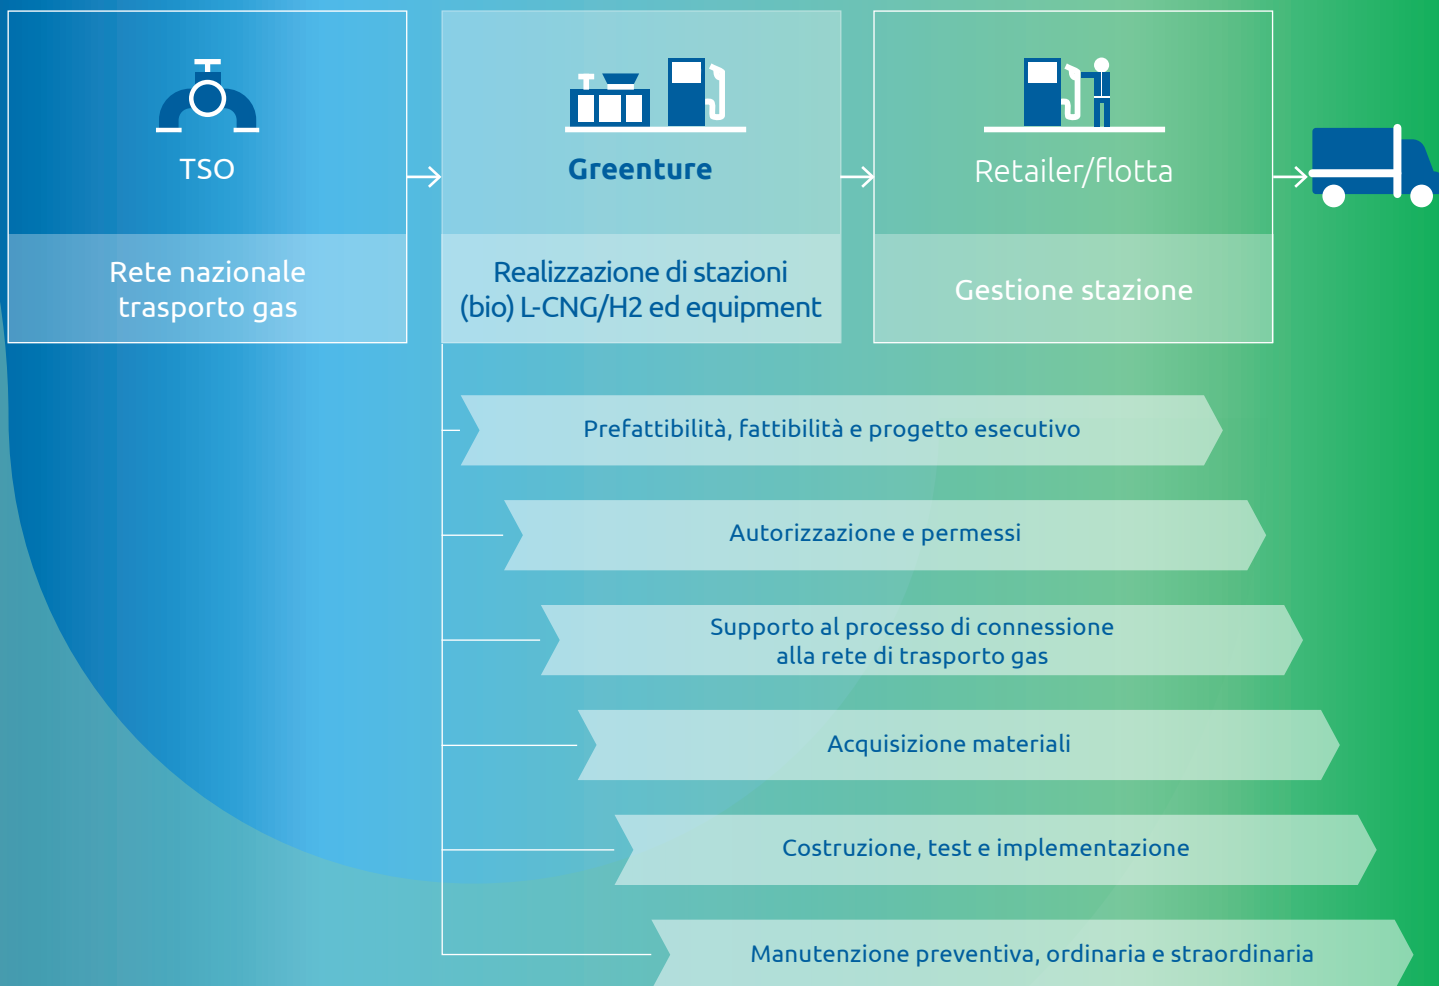 TSO
Rete nazionale
trasporto gas
Greenture
Realizzazione di stazioni
(bio) L-CNG/H2 ed equipment
Retailer/flotta
Gestione stazione
Prefattibilità, fattibilità e progetto esecutivo
Autorizzazione e permessi
Supporto al processo di connessione
alla rete di trasporto gas
Acquisizione materiali
Costruzione, test e implementazione
Manutenzione preventiva, ordinaria e straordinaria